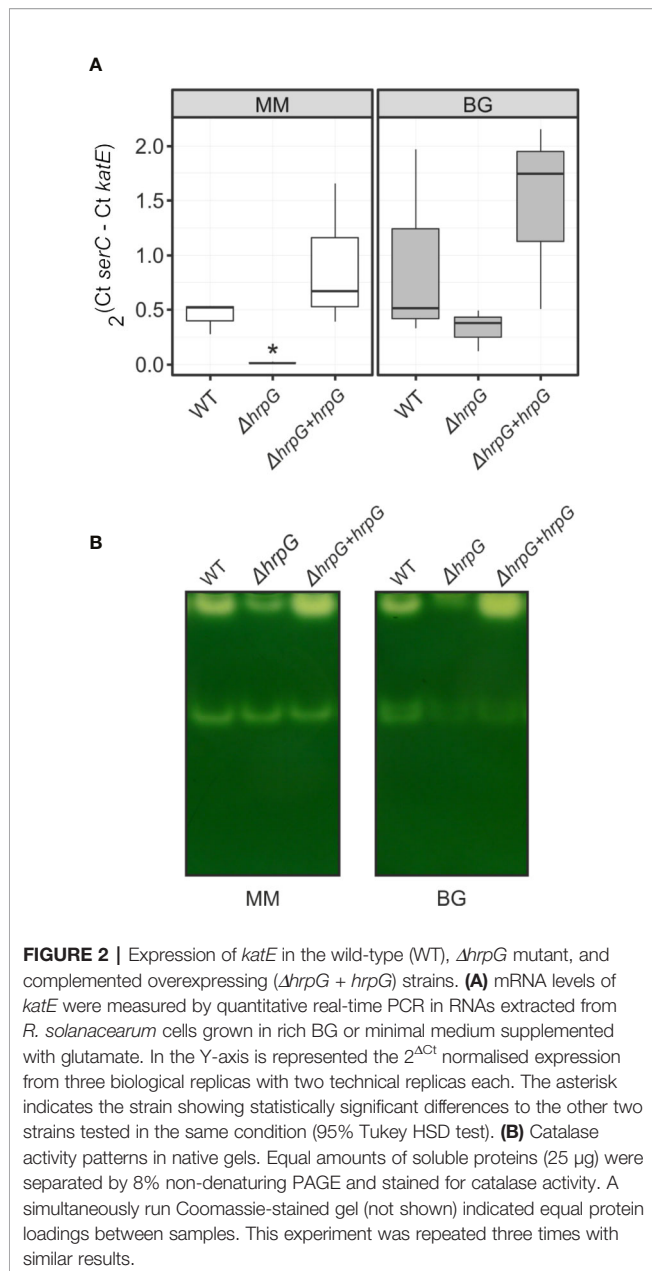 A
MM
BG
2(Ct serC - Ct katE)
2.0
1.5
1.0
0.5
0.0
*
WT
ΔhrpG
ΔhrpG+hrpG
WT
ΔhrpG
ΔhrpG+hrpG
B
WT
ΔhrpG
ΔhrpG+hrpG
WT
ΔhrpG
ΔhrpG+hrpG
MM
BG
FIGURE 2 | Expression of katE in the wild-type (WT), ΔhrpG mutant, and
complemented overexpressing (ΔhrpG + hrpG) strains. (A) mRNA levels of
katE were measured by quantitative real-time PCR in RNAs extracted from
R. solanacearum cells grown in rich BG or minimal medium supplemented
with glutamate. In the Y-axis is represented the 2ΔCt normalised expression
from three biological replicas with two technical replicas each. The asterisk
indicates the strain showing statistically significant differences to the other two
strains tested in the same condition (95% Tukey HSD test). (B) Catalase
activity patterns in native gels. Equal amounts of soluble proteins (25 µg) were
separated by 8% non-denaturing PAGE and stained for catalase activity. A
simultaneously run Coomassie-stained gel (not shown) indicated equal protein
loadings between samples. This experiment was repeated three times with
similar results.